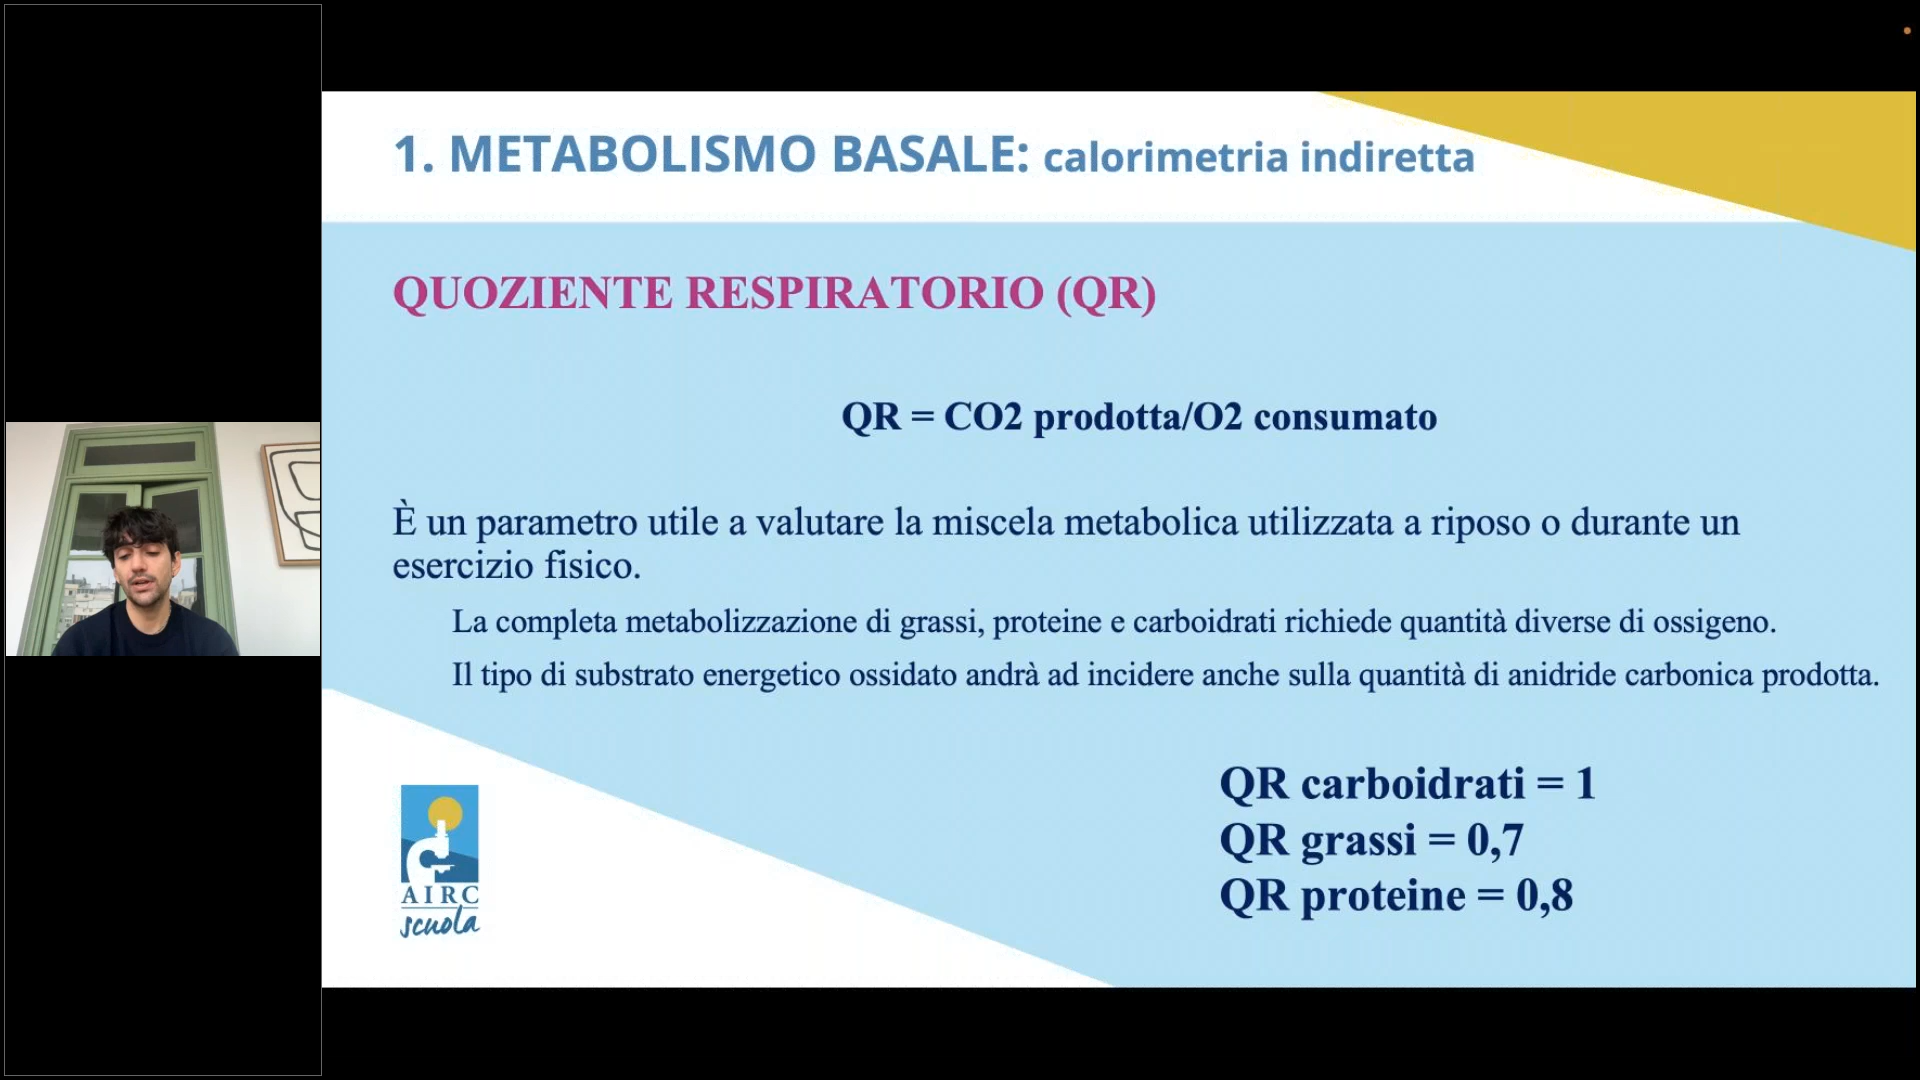 1. METABOLISMO BASALE: calorimetria indiretta
QUOZIENTE RESPIRATORIO (QR)
QR = CO2 prodotta/O2 consumato
È un parametro utile a valutare la miscela metabolica utilizzata a riposo o durante un
esercizio fisico.
La completa metabolizzazione di grassi, proteine e carboidrati richiede quantità diverse di ossigeno.
Il tipo di substrato energetico ossidato andrà ad incidere anche sulla quantità di anidride carbonica prodotta.
QR carboidrati = 1
QR grassi = 0,7
QR proteine = 0,8
AIRC
scuola